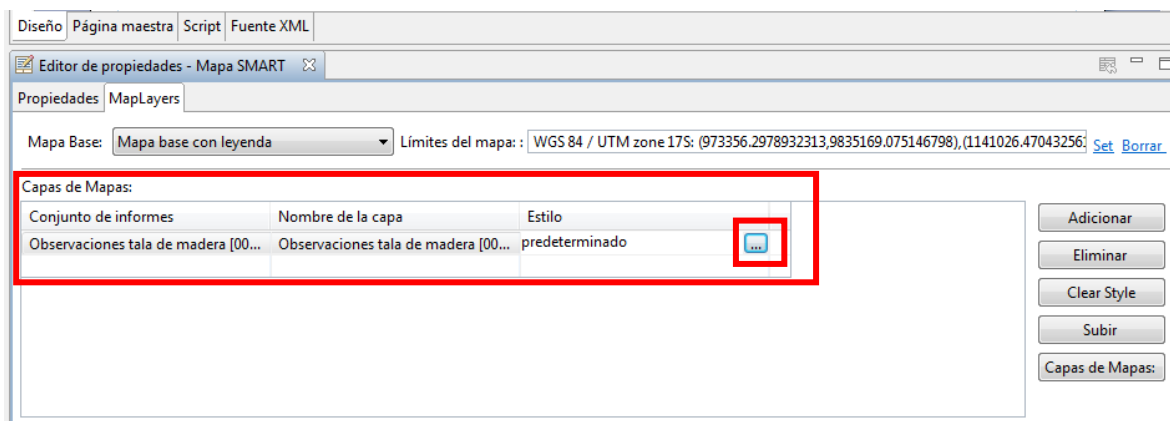 Diseño Página maestra Script Fuente XML
Editor de propiedades - Mapa SMART
Propiedades MapLayers
Mapa Base: Mapa base con leyenda Límites del mapa: : WGS 84 / UTM zone 17S: (973356.2978932313,9835169.075146798),(1141026.47043256: Set Borrar
Capas de Mapas:
Conjunto de informes Nombre de la capa Estilo
Observaciones tala de madera [00... Observaciones tala de madera [00... predeterminado ...
Adicionar
Eliminar
Clear Style
Subir
Capas de Mapas: